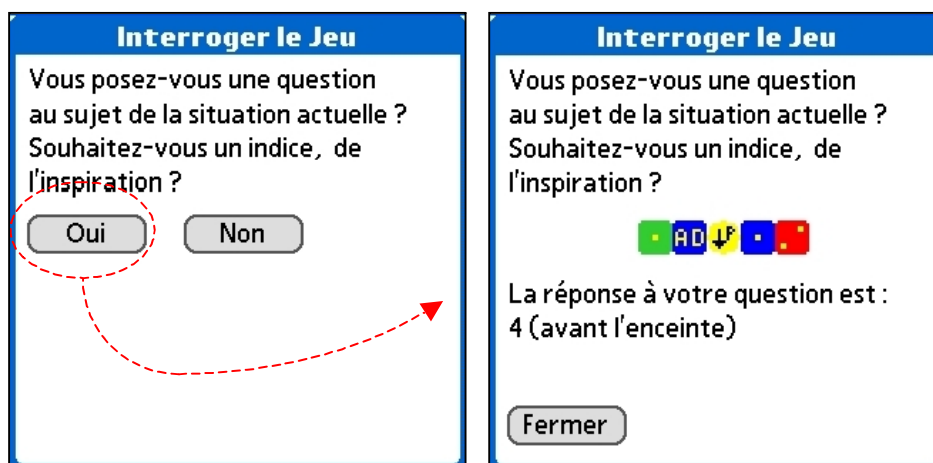 Interroger le Jeu
Vous posez-vous une question
au sujet de la situation actuelle ?
Souhaitez-vous un indice, de
l'inspiration ?
Oui
Non
Interroger le Jeu
Vous posez-vous une question
au sujet de la situation actuelle ?
Souhaitez-vous un indice, de
l'inspiration ?
AD P
La réponse à votre question est :
4 (avant l'enceinte)
Fermer